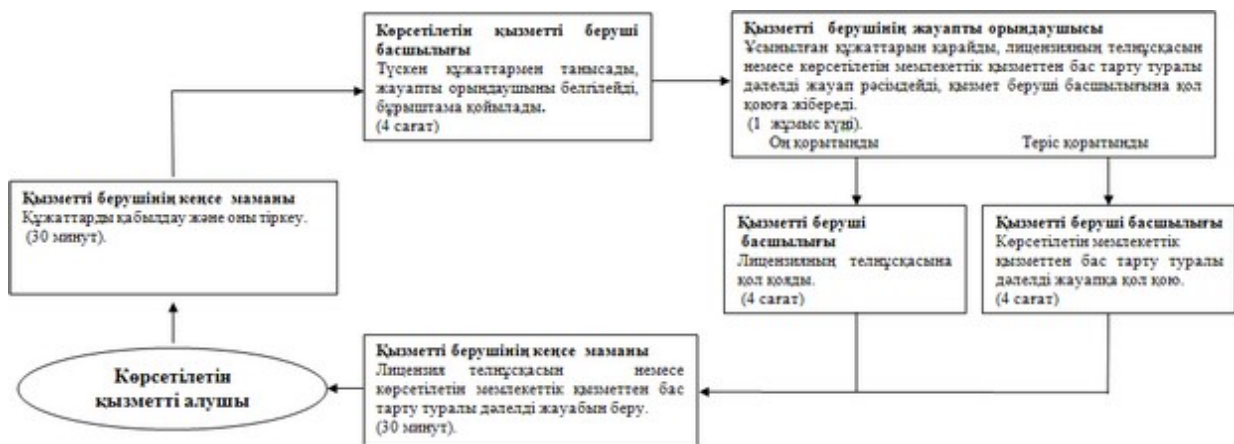 Көрсетілетін қызметті беруші
басшылығы
Түскен құжаттармен танысады,
жауапты орындаушыны белгілейді,
бұрыштама қойылады.
(4 сағат)
Қызметті берушінің жауапты орындаушысы
Ұсынылған құжаттарын қарайды, лицензияның телнұсқасын
немесе көрсетілетін мемлекеттік қызметтен бас тарту туралы
дәлелді жауап рәсімдейді, қызмет беруші басшылығына қол
қоюға жібереді.
(1 жұмыс күні).
Оң қорытынды Теріс қорытынды
Қызметті берушінің кеңсе маманы
Құжаттарды қабылдау және оны тіркеу.
(30 минут).
Қызметті беруші
басшылығы
Лицензияның телнұсқасына
қол қояды.
(4 сағат)
Қызметті беруші басшылығы
Көрсетілетін мемлекеттік
қызметтен бас тарту туралы
дәлелді жауапқа қол қою.
(4 сағат)
Қызметті берушінің кеңсе маманы
Лицензия телнұсқасын немесе
көрсетілетін мемлекеттік қызметтен бас
тарту туралы дәлелді жауабын беру.
(30 минут).
Көрсетілетін
қызметті алушы